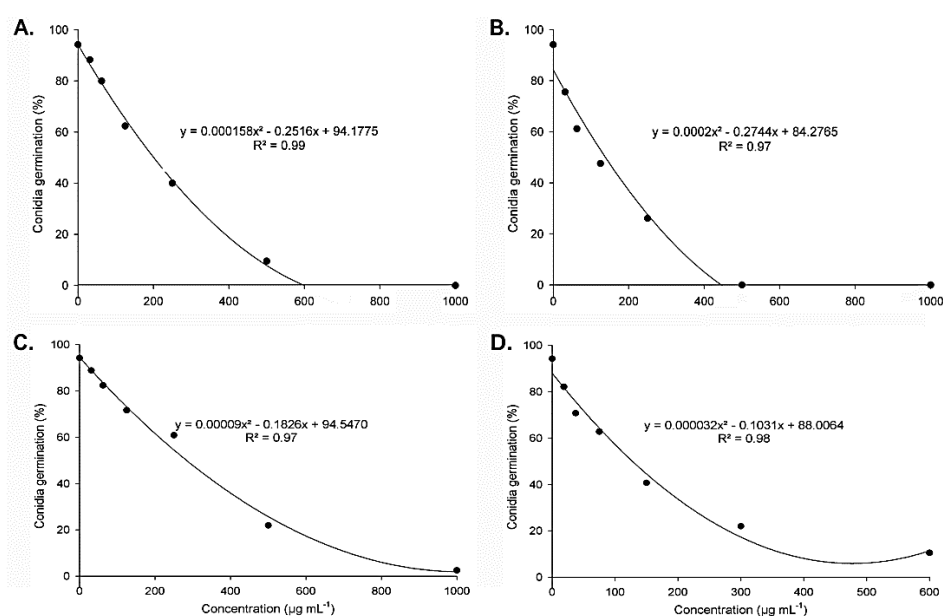 A.
100
80
60
40
20
0
Conidia germination (%)
y = 0.000158x² - 0.2516x + 94.1775
R² = 0.99
0 200 400 600 800 1000
B.
100
80
60
40
20
0
Conidia germination (%)
y = 0.0002x² - 0.2744x + 84.2765
R² = 0.97
0 200 400 600 800 1000
C.
100
80
60
40
20
0
Conidia germination (%)
y = 0.00009x² - 0.1826x + 94.5470
R² = 0.97
0 200 400 600 800 1000
Concentration (µg mL⁻¹)
D.
100
80
60
40
20
0
Conidia germination (%)
y = 0.000032x² - 0.1031x + 88.0064
R² = 0.98
0 100 200 300 400 500 600
Concentration (µg mL⁻¹)